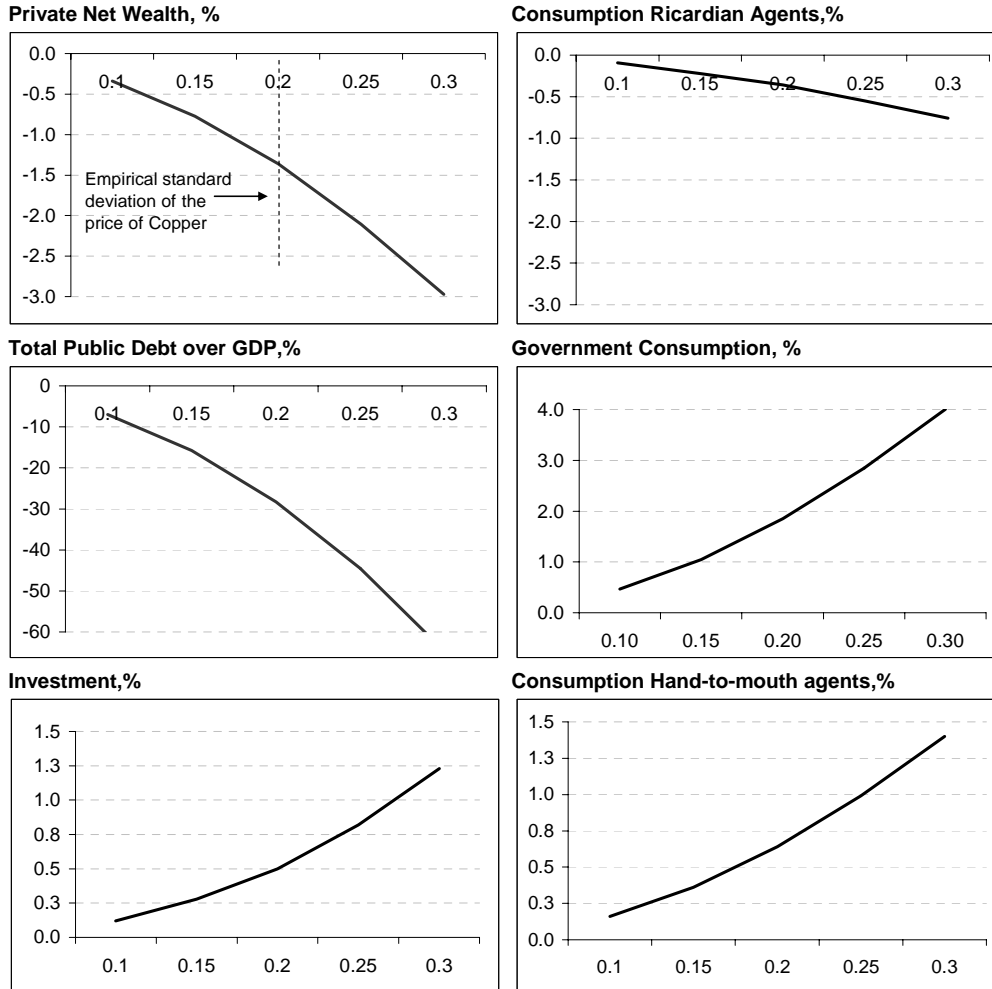 Private Net Wealth, %
0.0
0.1 0.15 0.2 0.25 0.3
-0.5
-1.0
-1.5
Empirical standard
deviation of the
price of Copper
-2.0
-2.5
-3.0
Consumption Ricardian Agents,%
0.0
0.1 0.15 0.2 0.25 0.3
-0.5
-1.0
-1.5
-2.0
-2.5
-3.0
Total Public Debt over GDP,%
0
0.1 0.15 0.2 0.25 0.3
-10
-20
-30
-40
-50
-60
Government Consumption, %
4.0
3.0
2.0
1.0
0.0
0.10 0.15 0.20 0.25 0.30
Investment,%
1.5
1.3
1.0
0.8
0.5
0.3
0.0
0.1 0.15 0.2 0.25 0.3
Consumption Hand-to-mouth agents,%
1.5
1.3
1.0
0.8
0.5
0.3
0.0
0.1 0.15 0.2 0.25 0.3